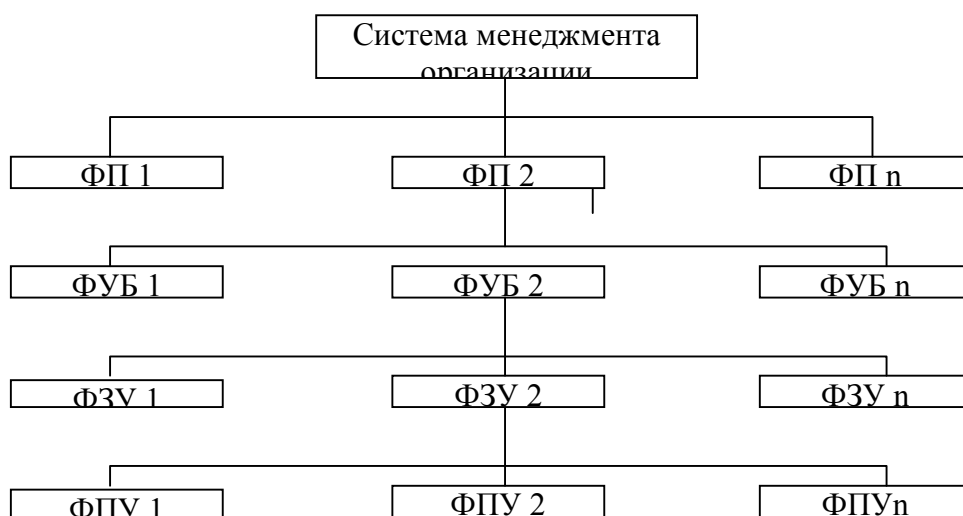 Система менеджмента
организации
ФП 1 ФП 2 ФП n
ФУБ 1 ФУБ 2 ФУБ n
ФЗУ 1 ФЗУ 2 ФЗУ n
ФПУ 1 ФПУ 2 ФПУn